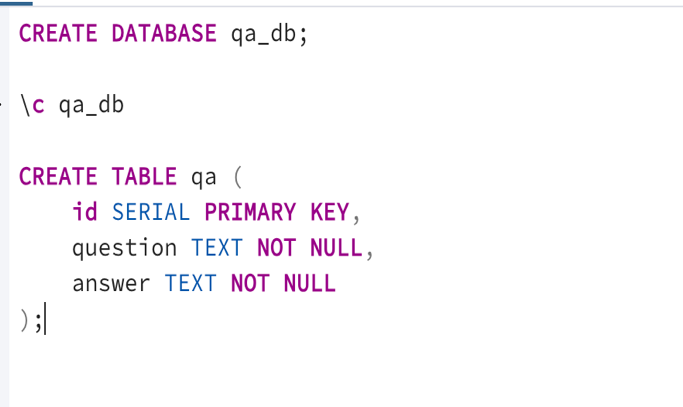 CREATE DATABASE qa_db;
\c qa_db
CREATE TABLE qa (
id SERIAL PRIMARY KEY,
question TEXT NOT NULL,
answer TEXT NOT NULL
);